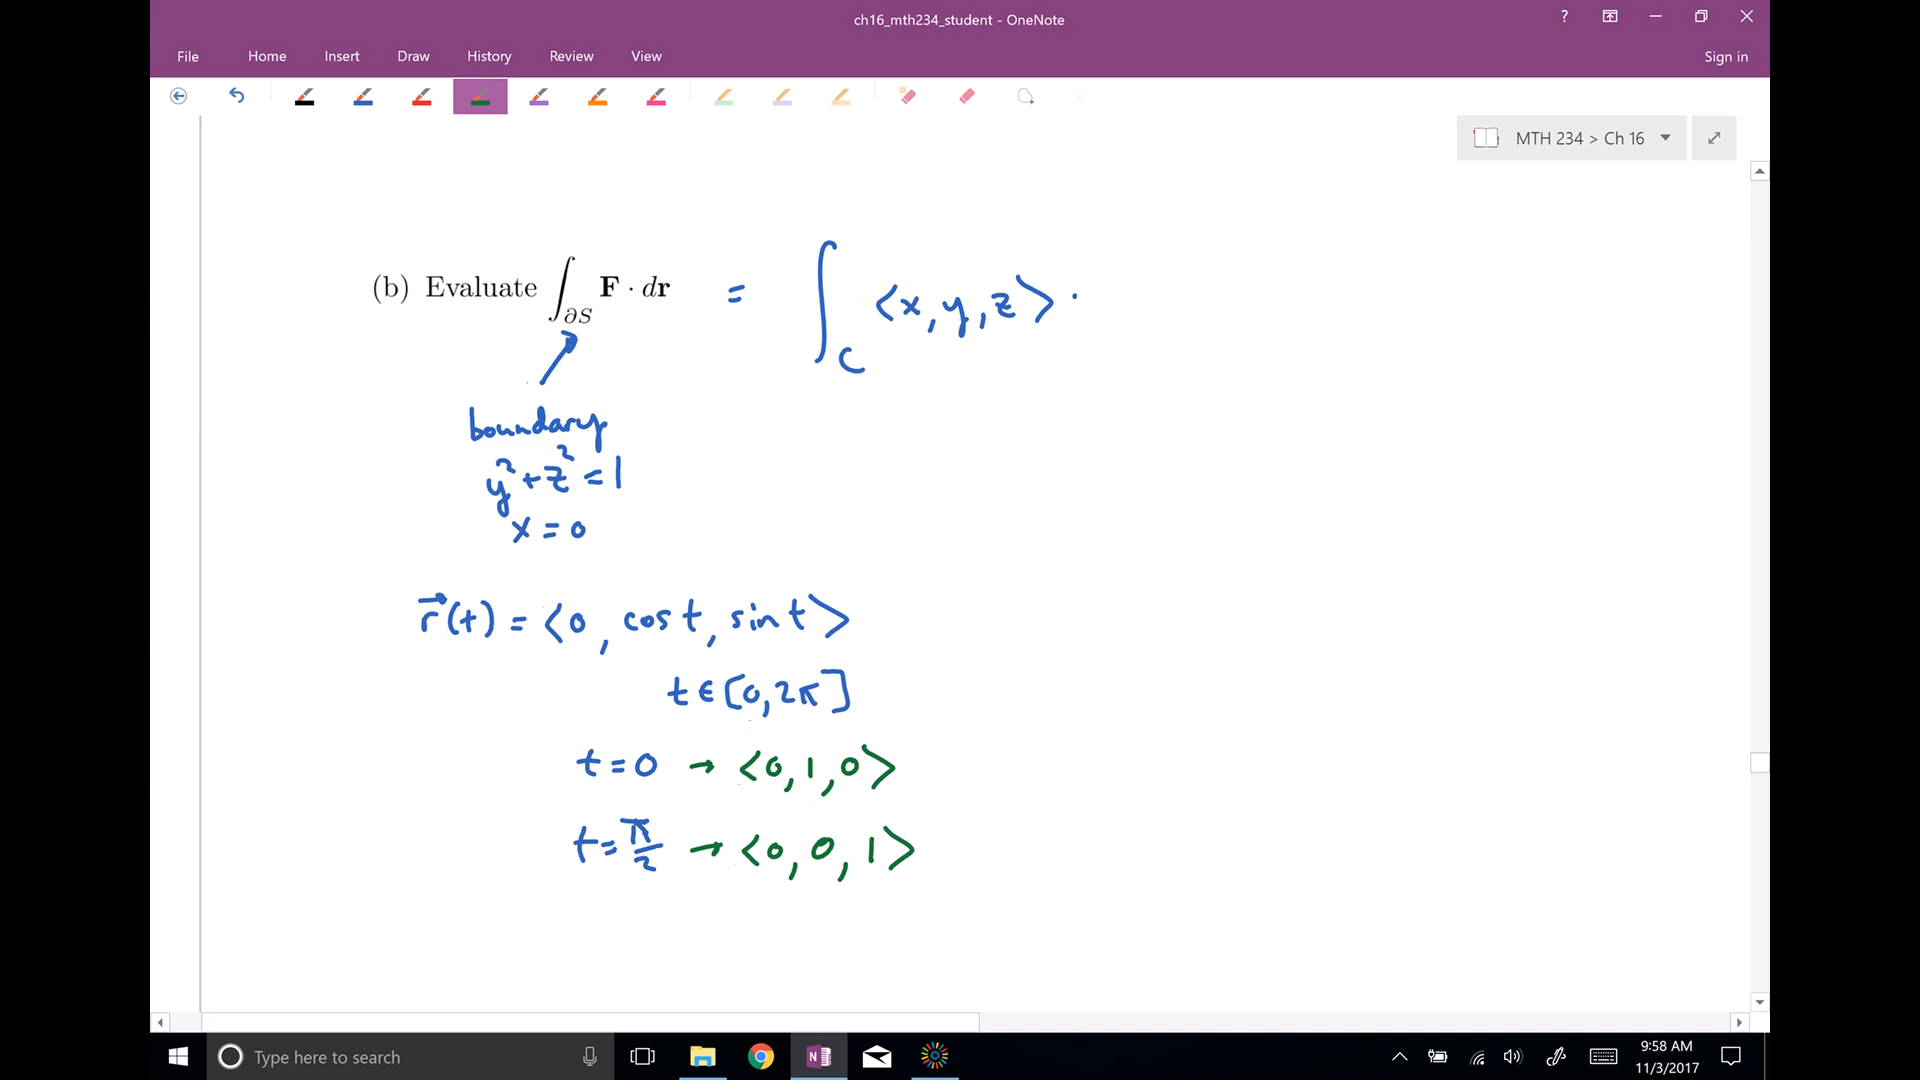 ch16_mth234_student - OneNote
?
File Home Insert Draw History Review View
Sign in
MTH 234 > Ch 16
(b) Evaluate ∫_{∂S} F · dr = ∫_C <x, y, z> ·
boundary
y² + z² = 1
x = 0
r⃗(t) = <0, cos t, sin t>
t ∈ [0, 2π]
t = 0 → <0, 1, 0>
t = π/2 → <0, 0, 1>
Type here to search
9:58 AM
11/3/2017